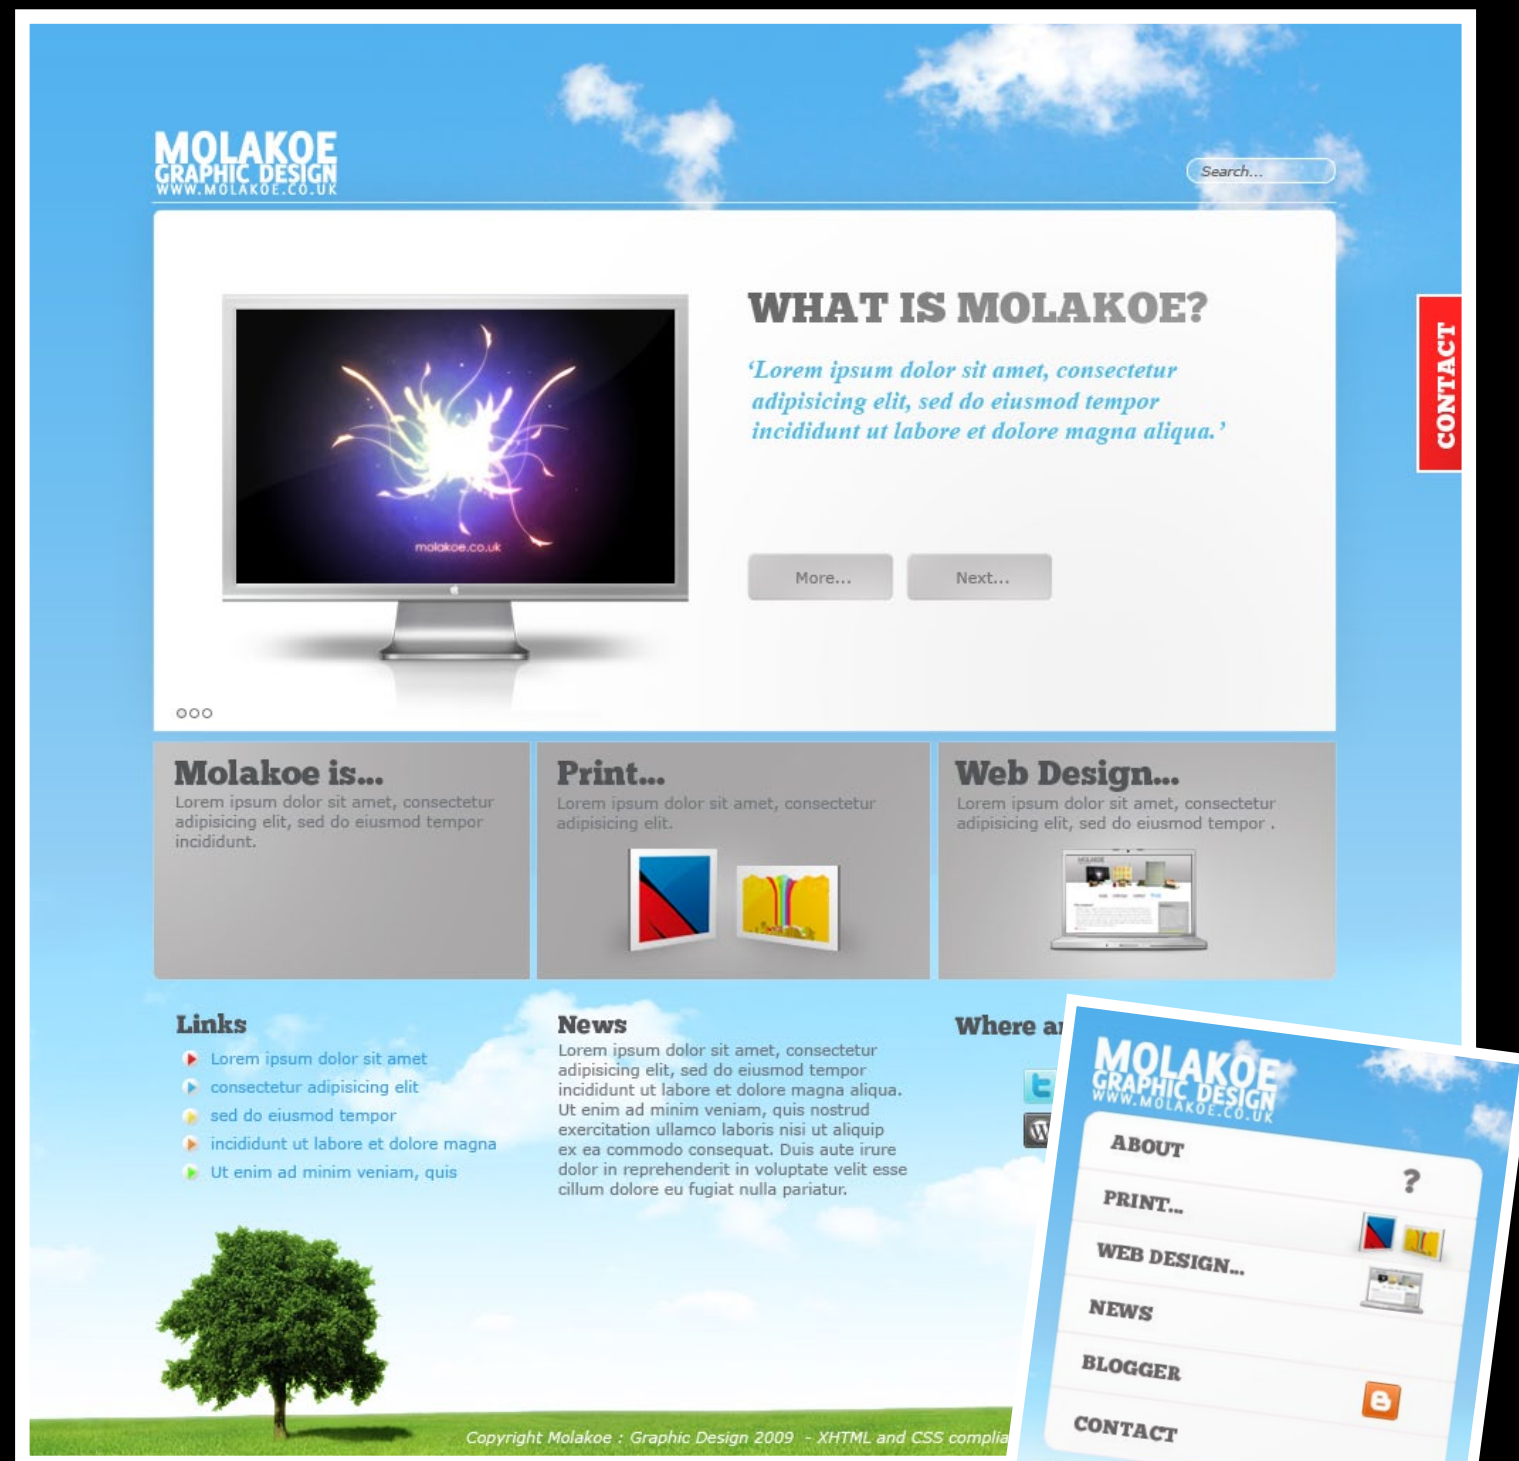 MOLAKOE
GRAPHIC DESIGN
WWW.MOLAKOE.CO.UK
Search...
WHAT IS MOLAKOE?
‘Lorem ipsum dolor sit amet, consectetur
adipisicing elit, sed do eiusmod tempor
incididunt ut labore et dolore magna aliqua.’
molakoe.co.uk
More...
Next...
CONTACT
Molakoe is...
Lorem ipsum dolor sit amet, consectetur
adipisicing elit, sed do eiusmod tempor
incididunt.
Print...
Lorem ipsum dolor sit amet, consectetur
adipisicing elit.
Web Design...
Lorem ipsum dolor sit amet, consectetur
adipisicing elit, sed do eiusmod tempor .
MOLAKOE
Links
Lorem ipsum dolor sit amet
consectetur adipisicing elit
sed do eiusmod tempor
incididunt ut labore et dolore magna
Ut enim ad minim veniam, quis
News
Lorem ipsum dolor sit amet, consectetur
adipisicing elit, sed do eiusmod tempor
incididunt ut labore et dolore magna aliqua.
Ut enim ad minim veniam, quis nostrud
exercitation ullamco laboris nisi ut aliquip
ex ea commodo consequat. Duis aute irure
dolor in reprehenderit in voluptate velit esse
cillum dolore eu fugiat nulla pariatur.
Where
MOLAKOE
GRAPHIC DESIGN
WWW.MOLAKOE.CO.UK
ABOUT
?
PRINT...
WEB DESIGN...
NEWS
BLOGGER
CONTACT
Copyright Molakoe : Graphic Design 2009 - XHTML and CSS complia